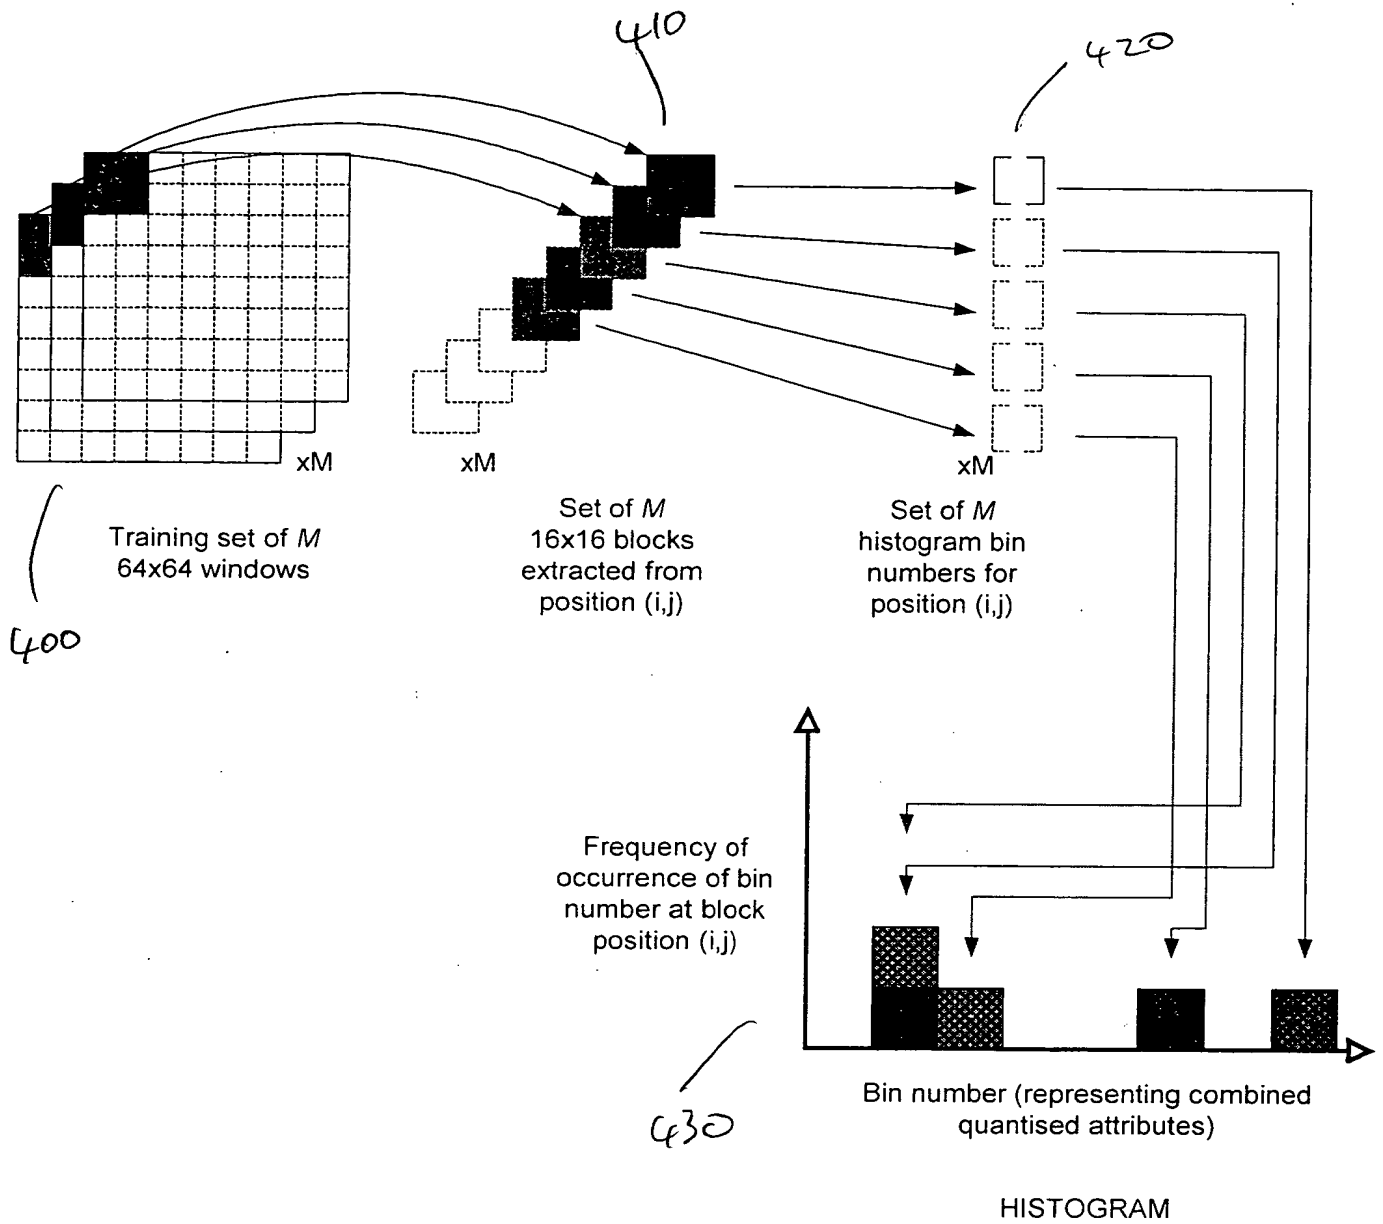 410
420
xM
xM
xM
Training set of M
64x64 windows
Set of M
16x16 blocks
extracted from
position (i,j)
Set of M
histogram bin
numbers for
position (i,j)
400
Frequency of
occurrence of bin
number at block
position (i,j)
430
Bin number (representing combined
quantised attributes)
HISTOGRAM